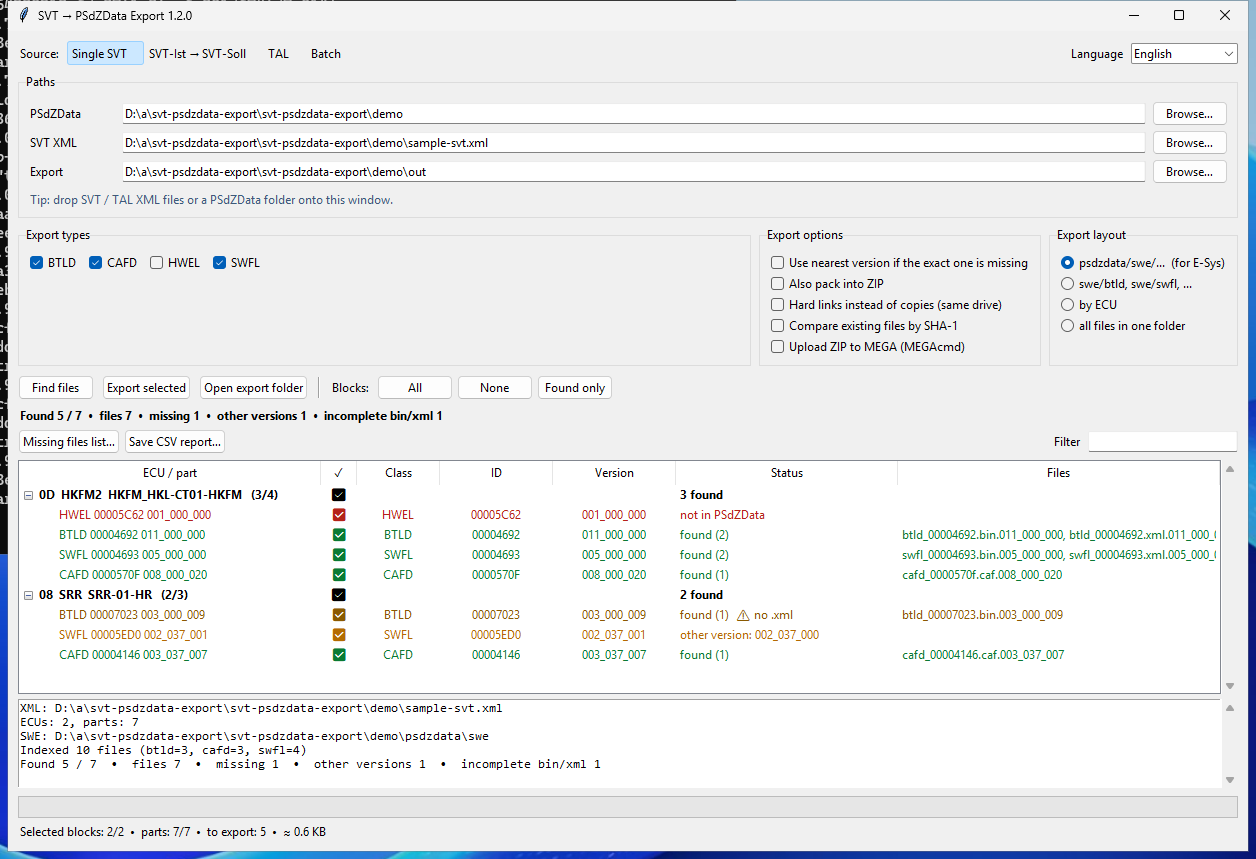 SVT → PSdZData Export 1.2.0
Source: Single SVT SVT-Ist → SVT-Soll TAL Batch Language English
Paths
PSdZData D:\a\svt-psdzdata-export\svt-psdzdata-export\demo Browse...
SVT XML D:\a\svt-psdzdata-export\svt-psdzdata-export\demo\sample-svt.xml Browse...
Export D:\a\svt-psdzdata-export\svt-psdzdata-export\demo\out Browse...
Tip: drop SVT / TAL XML files or a PSdZData folder onto this window.
Export types
BTLD CAFD HWEL SWFL
Export options
Use nearest version if the exact one is missing
Also pack into ZIP
Hard links instead of copies (same drive)
Compare existing files by SHA-1
Upload ZIP to MEGA (MEGAcmd)
Export layout
psdzdata/swe/... (for E-Sys)
swe/btld, swe/swfl, ...
by ECU
all files in one folder
Find files Export selected Open export folder Blocks: All None Found only
Found 5 / 7 • files 7 • missing 1 • other versions 1 • incomplete bin/xml 1
Missing files list... Save CSV report... Filter
ECU / part ✓ Class ID Version Status Files
0D HKFM2 HKFM_HKL-CT01-HKFM (3/4) 3 found
HWEL 00005C62 001_000_000 HWEL 00005C62 001_000_000 not in PSdZData
BTLD 00004692 011_000_000 BTLD 00004692 011_000_000 found (2) btld_00004692.bin.011_000_000, btld_00004692.xml.011_000_(
SWFL 00004693 005_000_000 SWFL 00004693 005_000_000 found (2) swfl_00004693.bin.005_000_000, swfl_00004693.xml.005_000_(
CAFD 0000570F 008_000_020 CAFD 0000570F 008_000_020 found (1) cafd_0000570f.caf.008_000_020
08 SRR SRR-01-HR (2/3) 2 found
BTLD 00007023 003_000_009 BTLD 00007023 003_000_009 found (1) ⚠ no .xml btld_00007023.bin.003_000_009
SWFL 00005ED0 002_037_001 SWFL 00005ED0 002_037_001 other version: 002_037_000
CAFD 00004146 003_037_007 CAFD 00004146 003_037_007 found (1) cafd_00004146.caf.003_037_007
XML: D:\a\svt-psdzdata-export\svt-psdzdata-export\demo\sample-svt.xml
ECUs: 2, parts: 7
SWE: D:\a\svt-psdzdata-export\svt-psdzdata-export\demo\psdzdata\swe
Indexed 10 files (btld=3, cafd=3, swfl=4)
Found 5 / 7 • files 7 • missing 1 • other versions 1 • incomplete bin/xml 1
Selected blocks: 2/2 • parts: 7/7 • to export: 5 • ≈ 0.6 KB